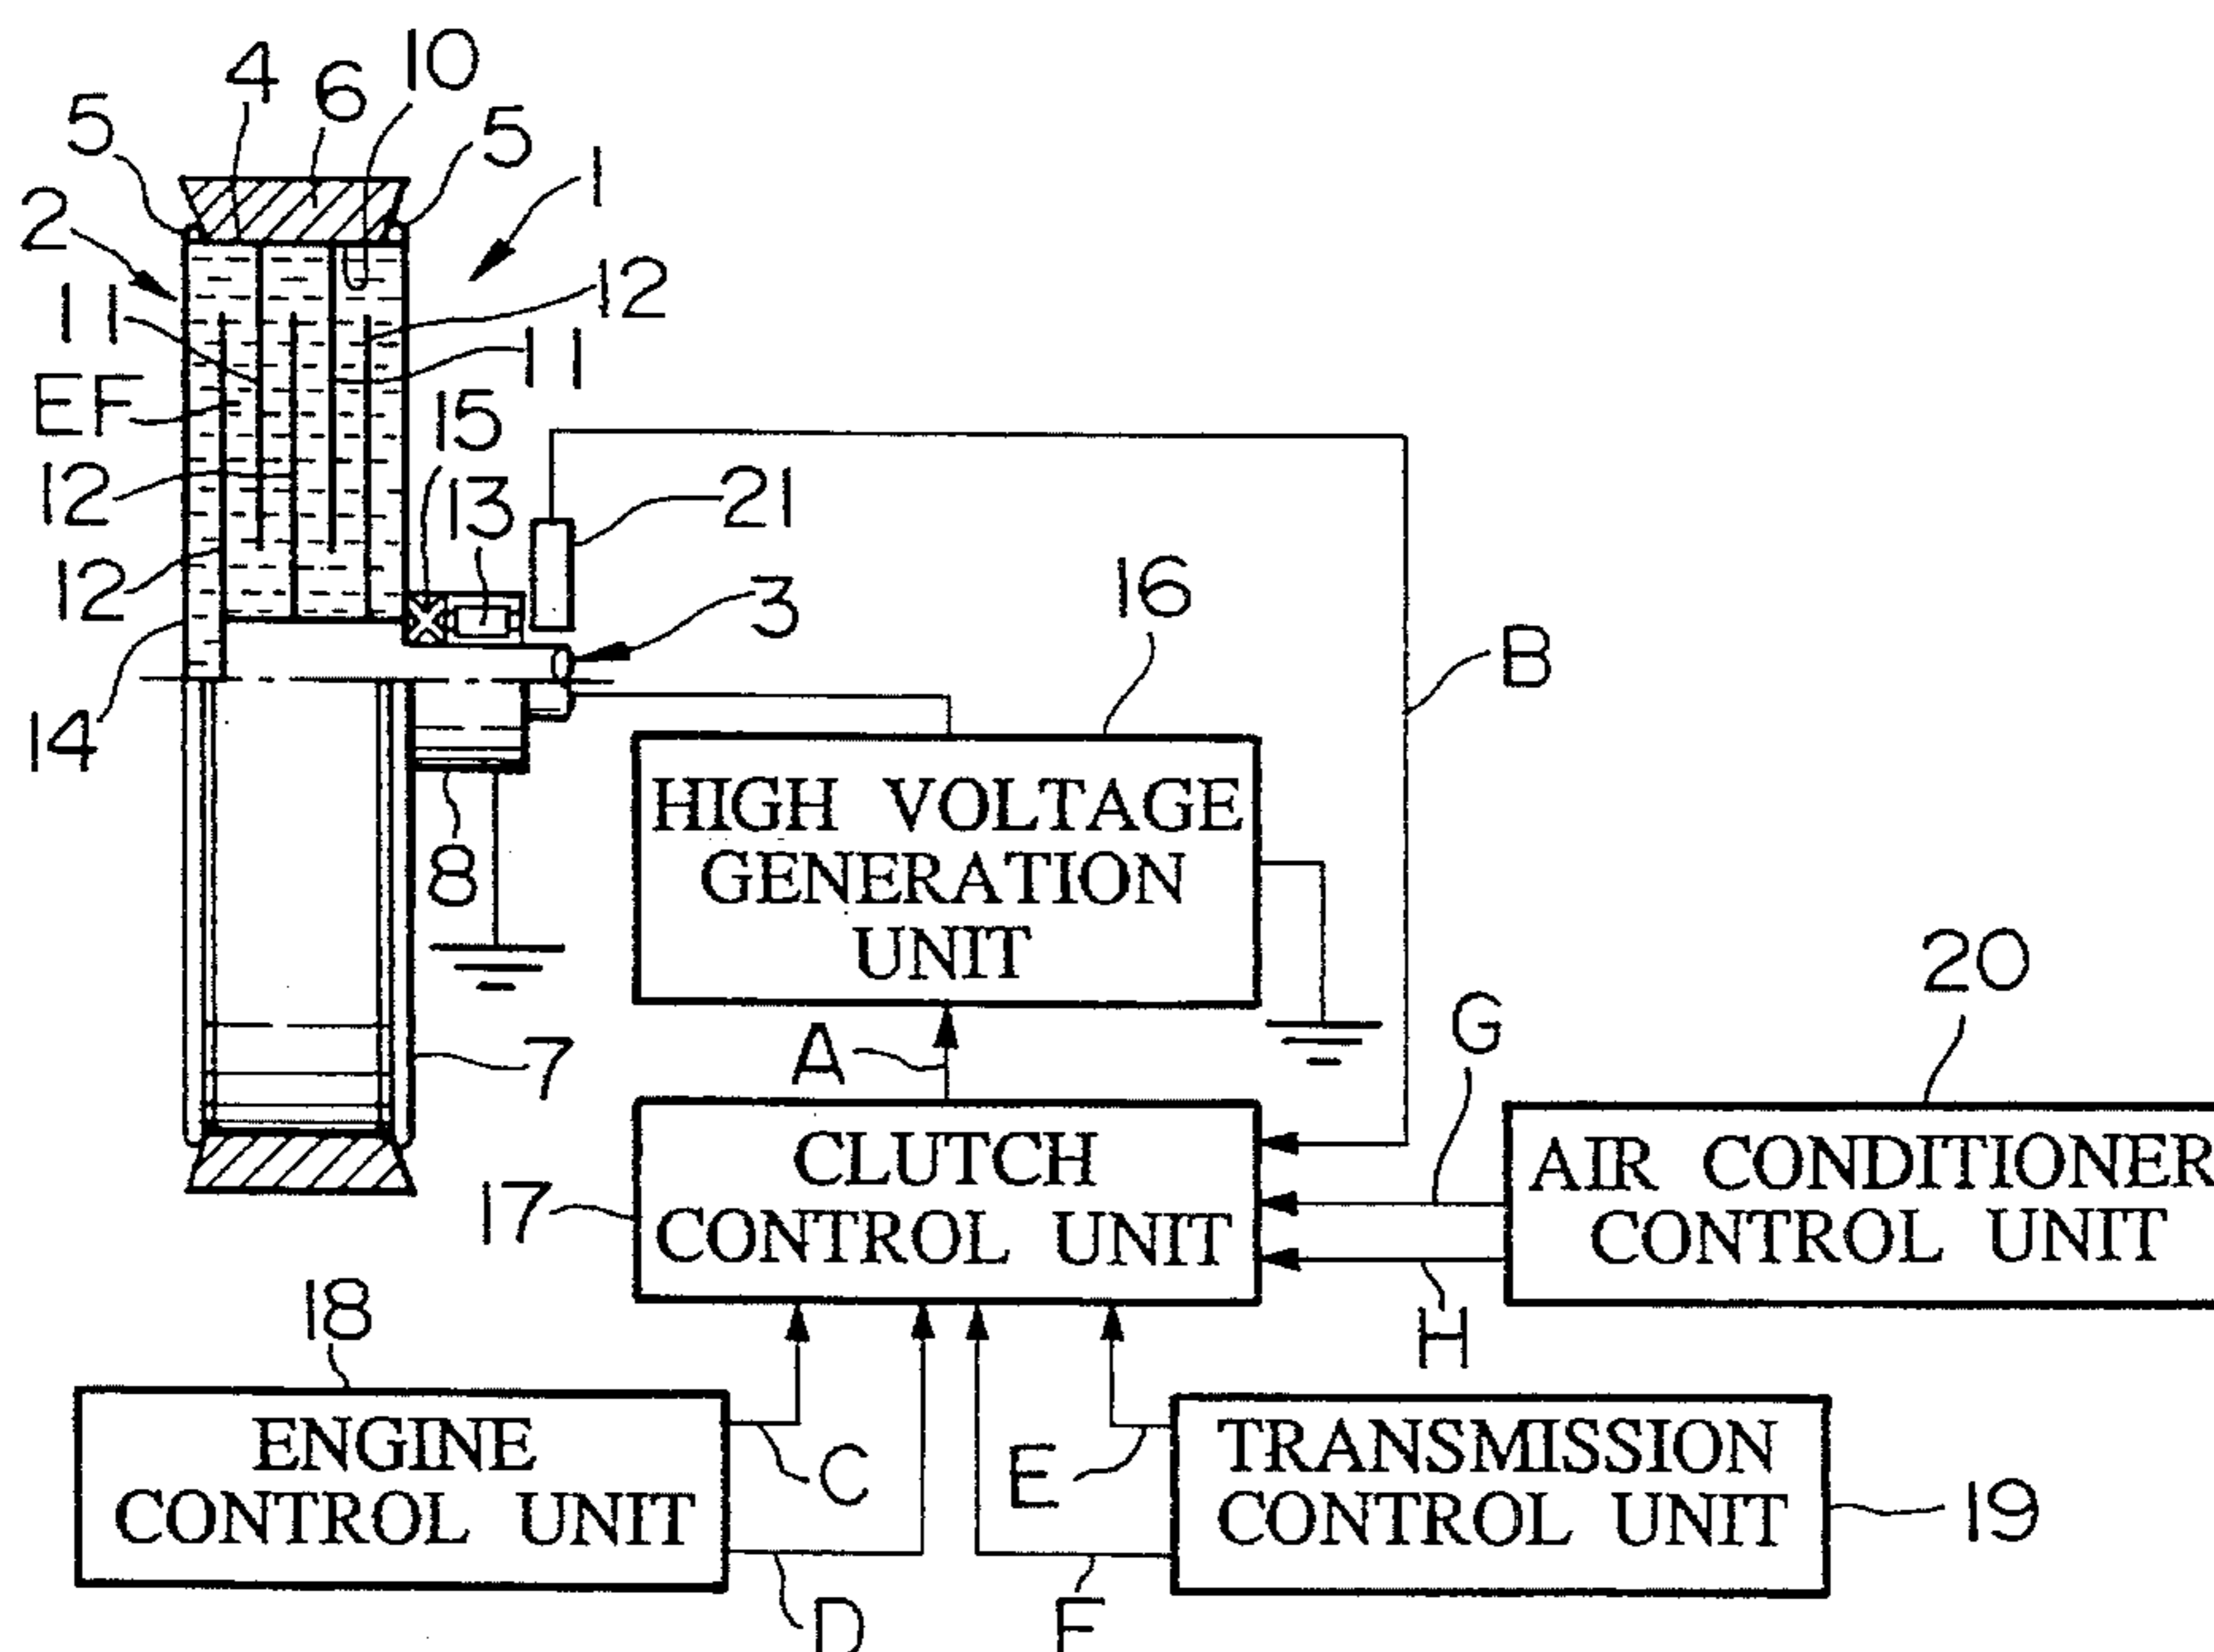 10
4
6
5
5
1
2
12
11
11
EF
15
12
13
21
12
16
3
B
14
HIGH VOLTAGE
GENERATION
UNIT
8
20
G
A
7
CLUTCH
CONTROL UNIT
AIR CONDITIONER
CONTROL UNIT
17
18
H
ENGINE
CONTROL UNIT
C
E
TRANSMISSION
CONTROL UNIT
19
D
F